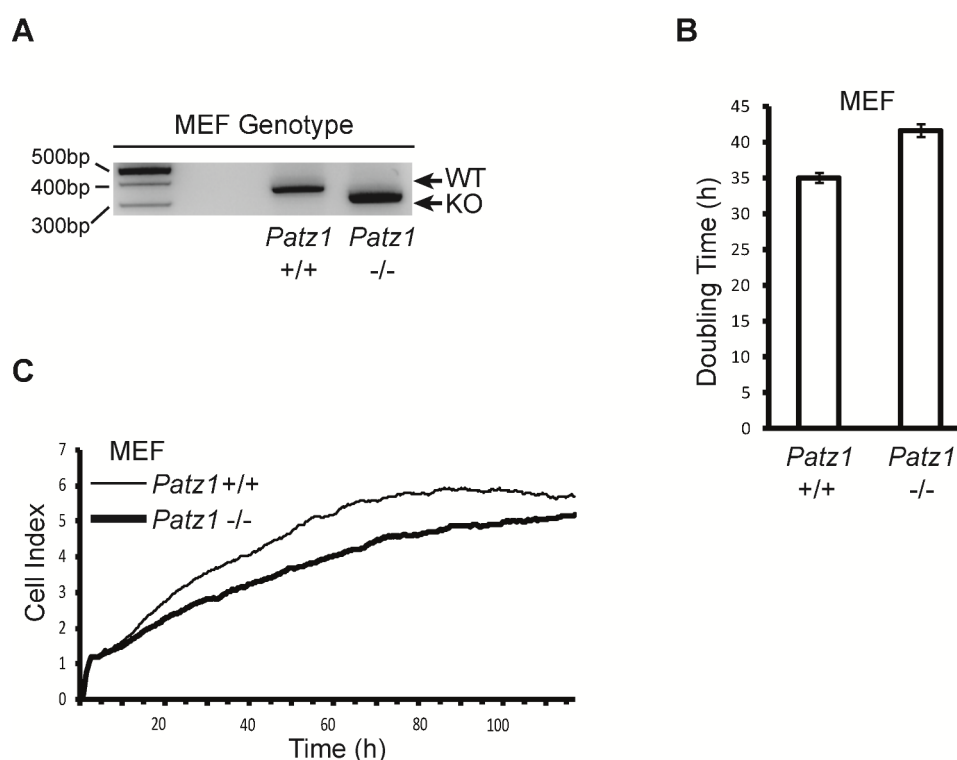 A
MEF Genotype
500bp
400bp
300bp
WT
KO
Patz1 Patz1
+/+ -/-
B
MEF
Doubling Time (h)
45
40
35
30
25
20
15
10
5
0
Patz1 Patz1
+/+ -/-
C
MEF
Patz1+/+
Patz1 -/-
Cell Index
7
6
5
4
3
2
1
0
20 40 60 80 100
Time (h)